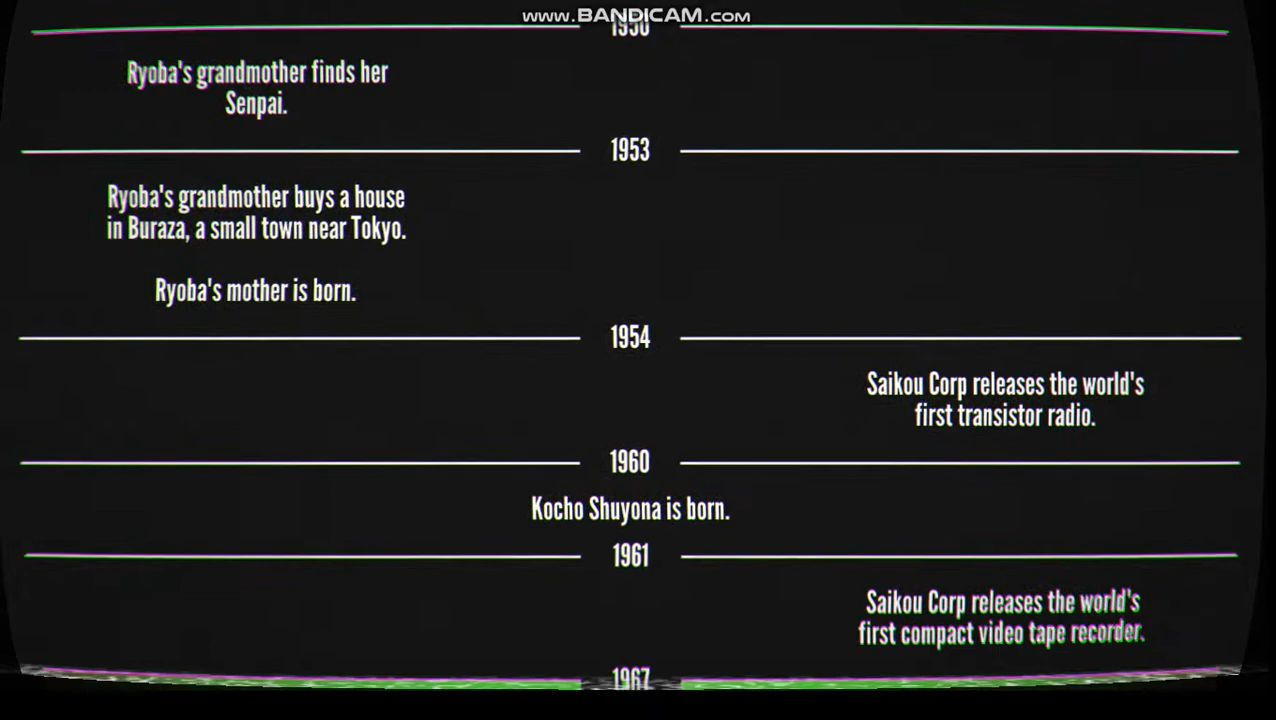 www.BANDICAM.com
1950
Ryoba's grandmother finds her
Senpai.
1953
Ryoba's grandmother buys a house
in Buraza, a small town near Tokyo.
Ryoba's mother is born.
1954
Saikou Corp releases the world's
first transistor radio.
1960
Kocho Shuyona is born.
1961
Saikou Corp releases the world's
first compact video tape recorder.
1967